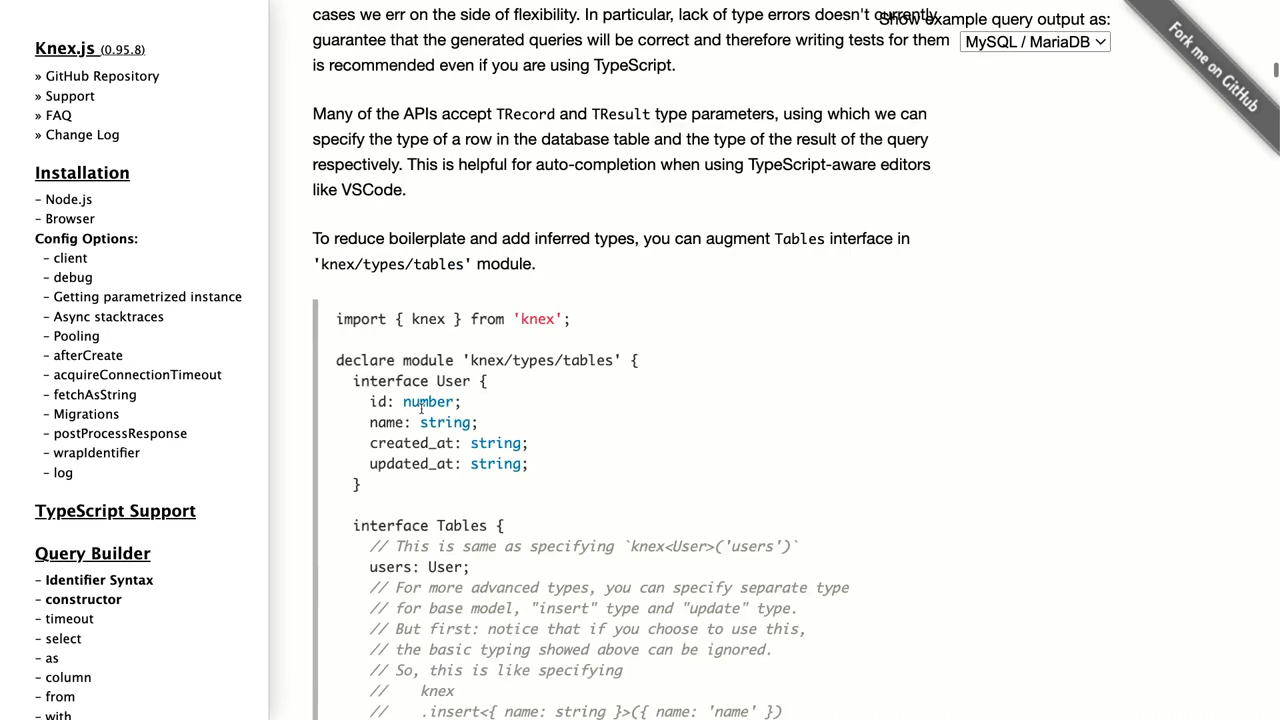 Knex.js (0.95.8)
» GitHub Repository
» Support
» FAQ
» Change Log
Installation
– Node.js
– Browser
Config Options:
– client
– debug
– Getting parametrized instance
– Async stacktraces
– Pooling
– afterCreate
– acquireConnectionTimeout
– fetchAsString
– Migrations
– postProcessResponse
– wrapIdentifier
– log
TypeScript Support
Query Builder
– Identifier Syntax
– constructor
– timeout
– select
– as
– column
– from
– with
cases we err on the side of flexibility. In particular, lack of type errors doesn't currently
guarantee that the generated queries will be correct and therefore writing tests for them
is recommended even if you are using TypeScript.
Many of the APIs accept TRecord and TResult type parameters, using which we can
specify the type of a row in the database table and the type of the result of the query
respectively. This is helpful for auto-completion when using TypeScript-aware editors
like VSCode.
To reduce boilerplate and add inferred types, you can augment Tables interface in
'knex/types/tables' module.
import { knex } from 'knex';
declare module 'knex/types/tables' {
interface User {
id: number;
name: string;
created_at: string;
updated_at: string;
}
interface Tables {
// This is same as specifying `knex<User>('users')`
users: User;
// For more advanced types, you can specify separate type
// for base model, "insert" type and "update" type.
// But first: notice that if you choose to use this,
// the basic typing showed above can be ignored.
// So, this is like specifying
// knex
// .insert<{ name: string }>({ name: 'name' })
Show example query output as:
MySQL / MariaDB
Fork me on GitHub